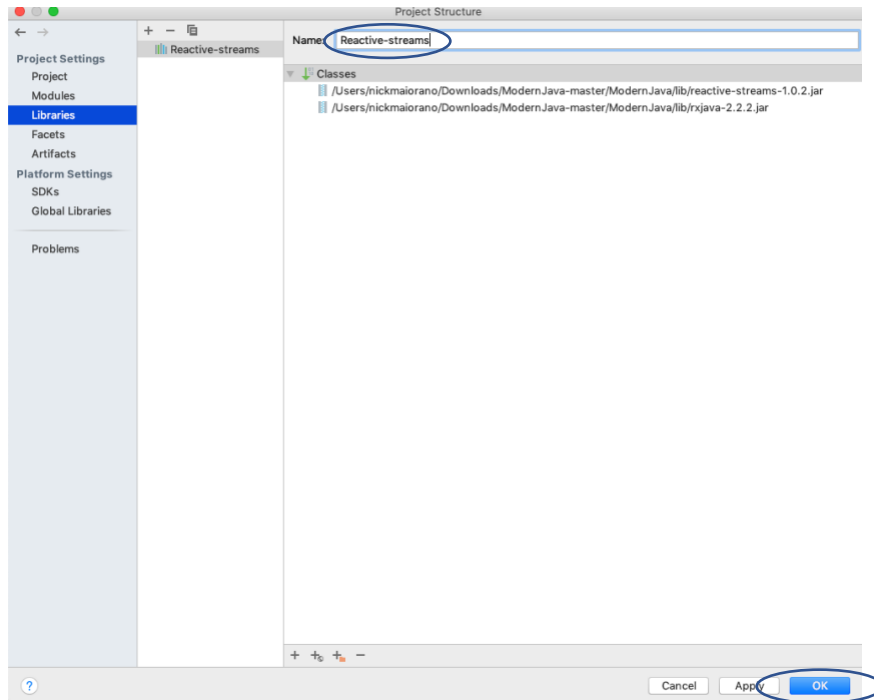 Project Structure
Project Settings
Project
Modules
Libraries
Facets
Artifacts
Platform Settings
SDKs
Global Libraries
Problems
Reactive-streams
Name: Reactive-streams
Classes
/Users/nickmaiorano/Downloads/ModernJava-master/ModernJava/lib/reactive-streams-1.0.2.jar
/Users/nickmaiorano/Downloads/ModernJava-master/ModernJava/lib/rxjava-2.2.2.jar
?
Cancel Apply OK